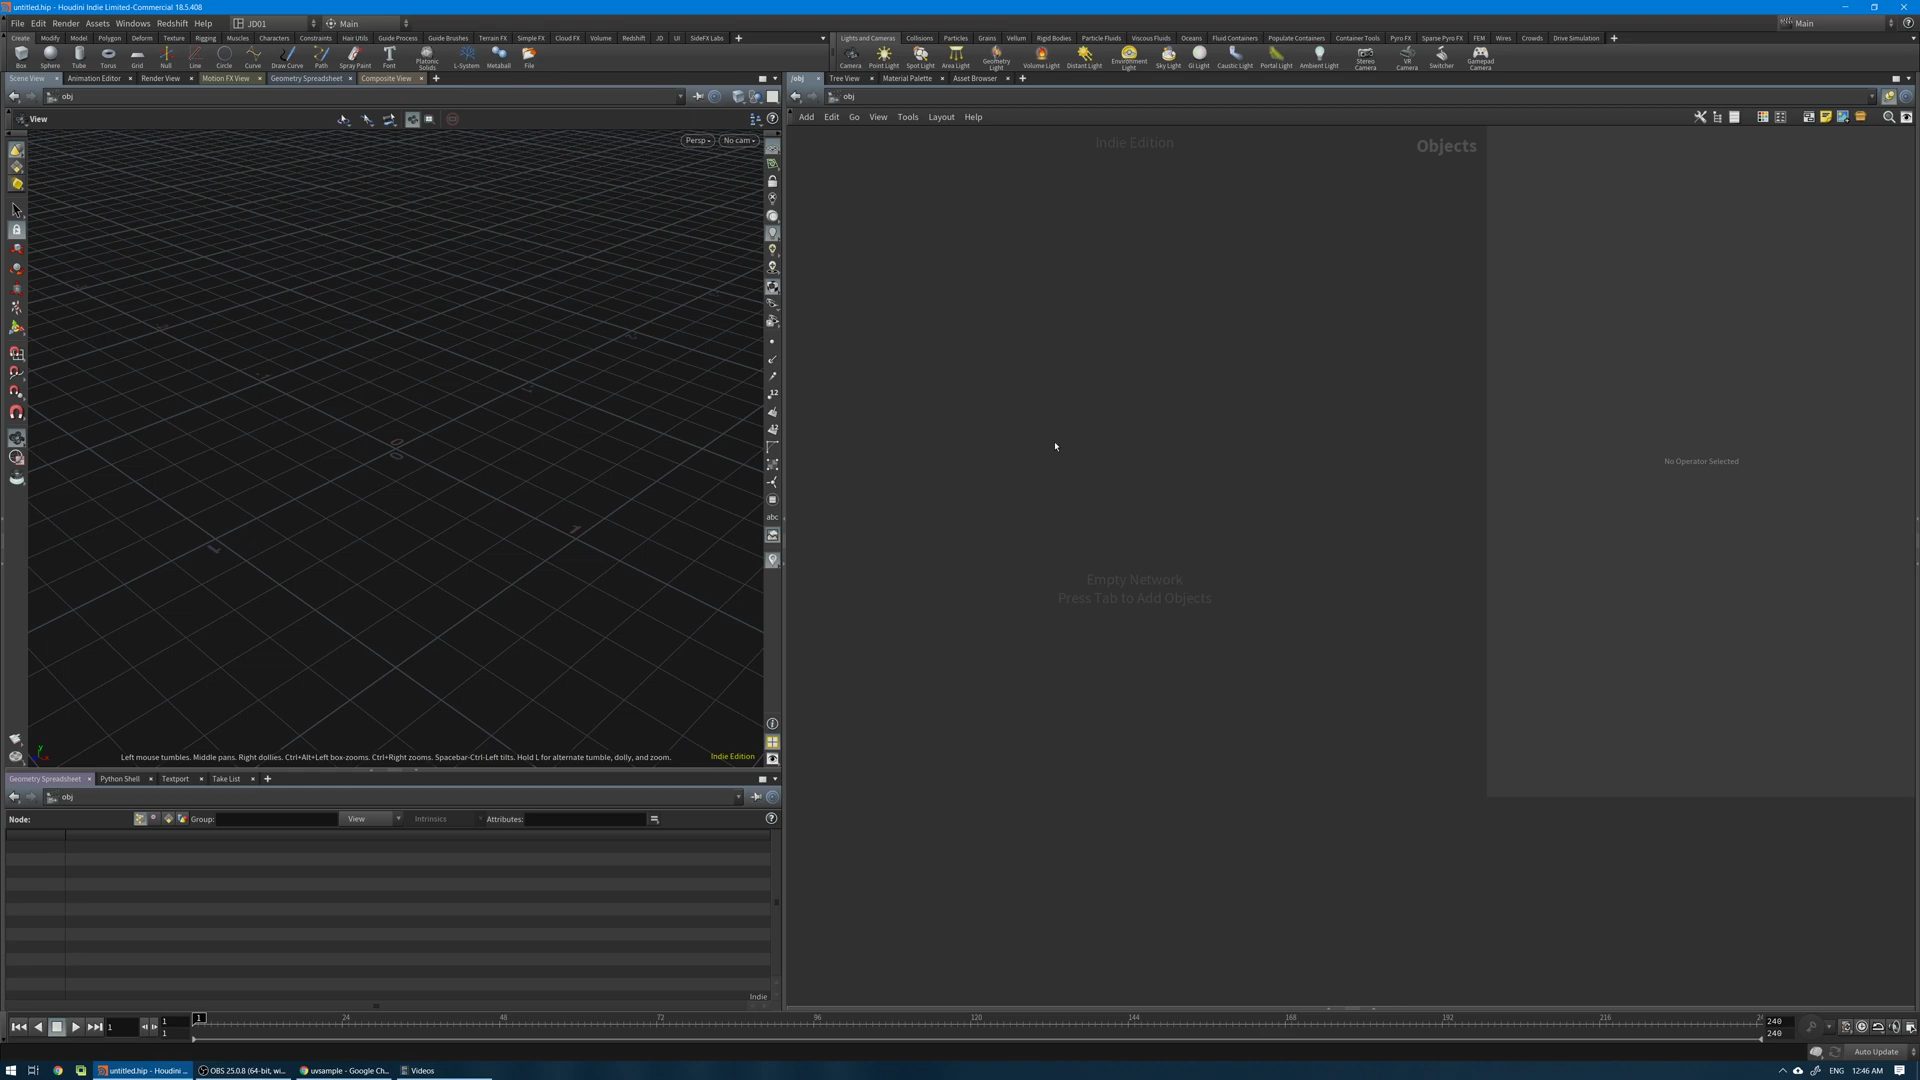 untitled.hip - Houdini Indie Limited-Commercial 18.5.408
File Edit Render Assets Windows Redshift Help JD01 Main Main
Create Modify Model Polygon Deform Texture Rigging Muscles Characters Constraints Hair Utils Guide Process Guide Brushes Terrain FX Simple FX Cloud FX Volume Redshift JD UI SideFX Labs
Lights and Cameras Collisions Particles Grains Vellum Rigid Bodies Particle Fluids Viscous Fluids Oceans Fluid Containers Populate Containers Container Tools Pyro FX Sparse Pyro FX FEM Wires Crowds Drive Simulation
Box Sphere Tube Torus Grid Null Line Circle Curve Draw Curve Path Spray Paint Font Platonic Solids L-System Metaball File
Camera Point Light Spot Light Area Light Geometry Light Volume Light Distant Light Environment Light Sky Light GI Light Caustic Light Portal Light Ambient Light Stereo Camera VR Camera Switcher Gamepad Camera
Scene View Animation Editor Render View Motion FX View Geometry Spreadsheet Composite View
/obj Tree View Material Palette Asset Browser
obj
obj
View
Add Edit Go View Tools Layout Help
Persp No cam
Indie Edition
Objects
No Operator Selected
Empty Network
Press Tab to Add Objects
abc
Left mouse tumbles. Middle pans. Right dollies. Ctrl+Alt+Left box-zooms. Ctrl+Right zooms. Spacebar-Ctrl-Left tilts. Hold L for alternate tumble, dolly, and zoom.
Indie Edition
Geometry Spreadsheet Python Shell Textport Take List
obj
Node: Group: View Intrinsics Attributes:
Indie
1 1 1 1 24 48 72 96 120 144 168 192 216 240 240
Auto Update
untitled.hip - Houdini ... OBS 25.0.8 (64-bit, wi... uvsample - Google Ch... Videos ENG 12:46 AM